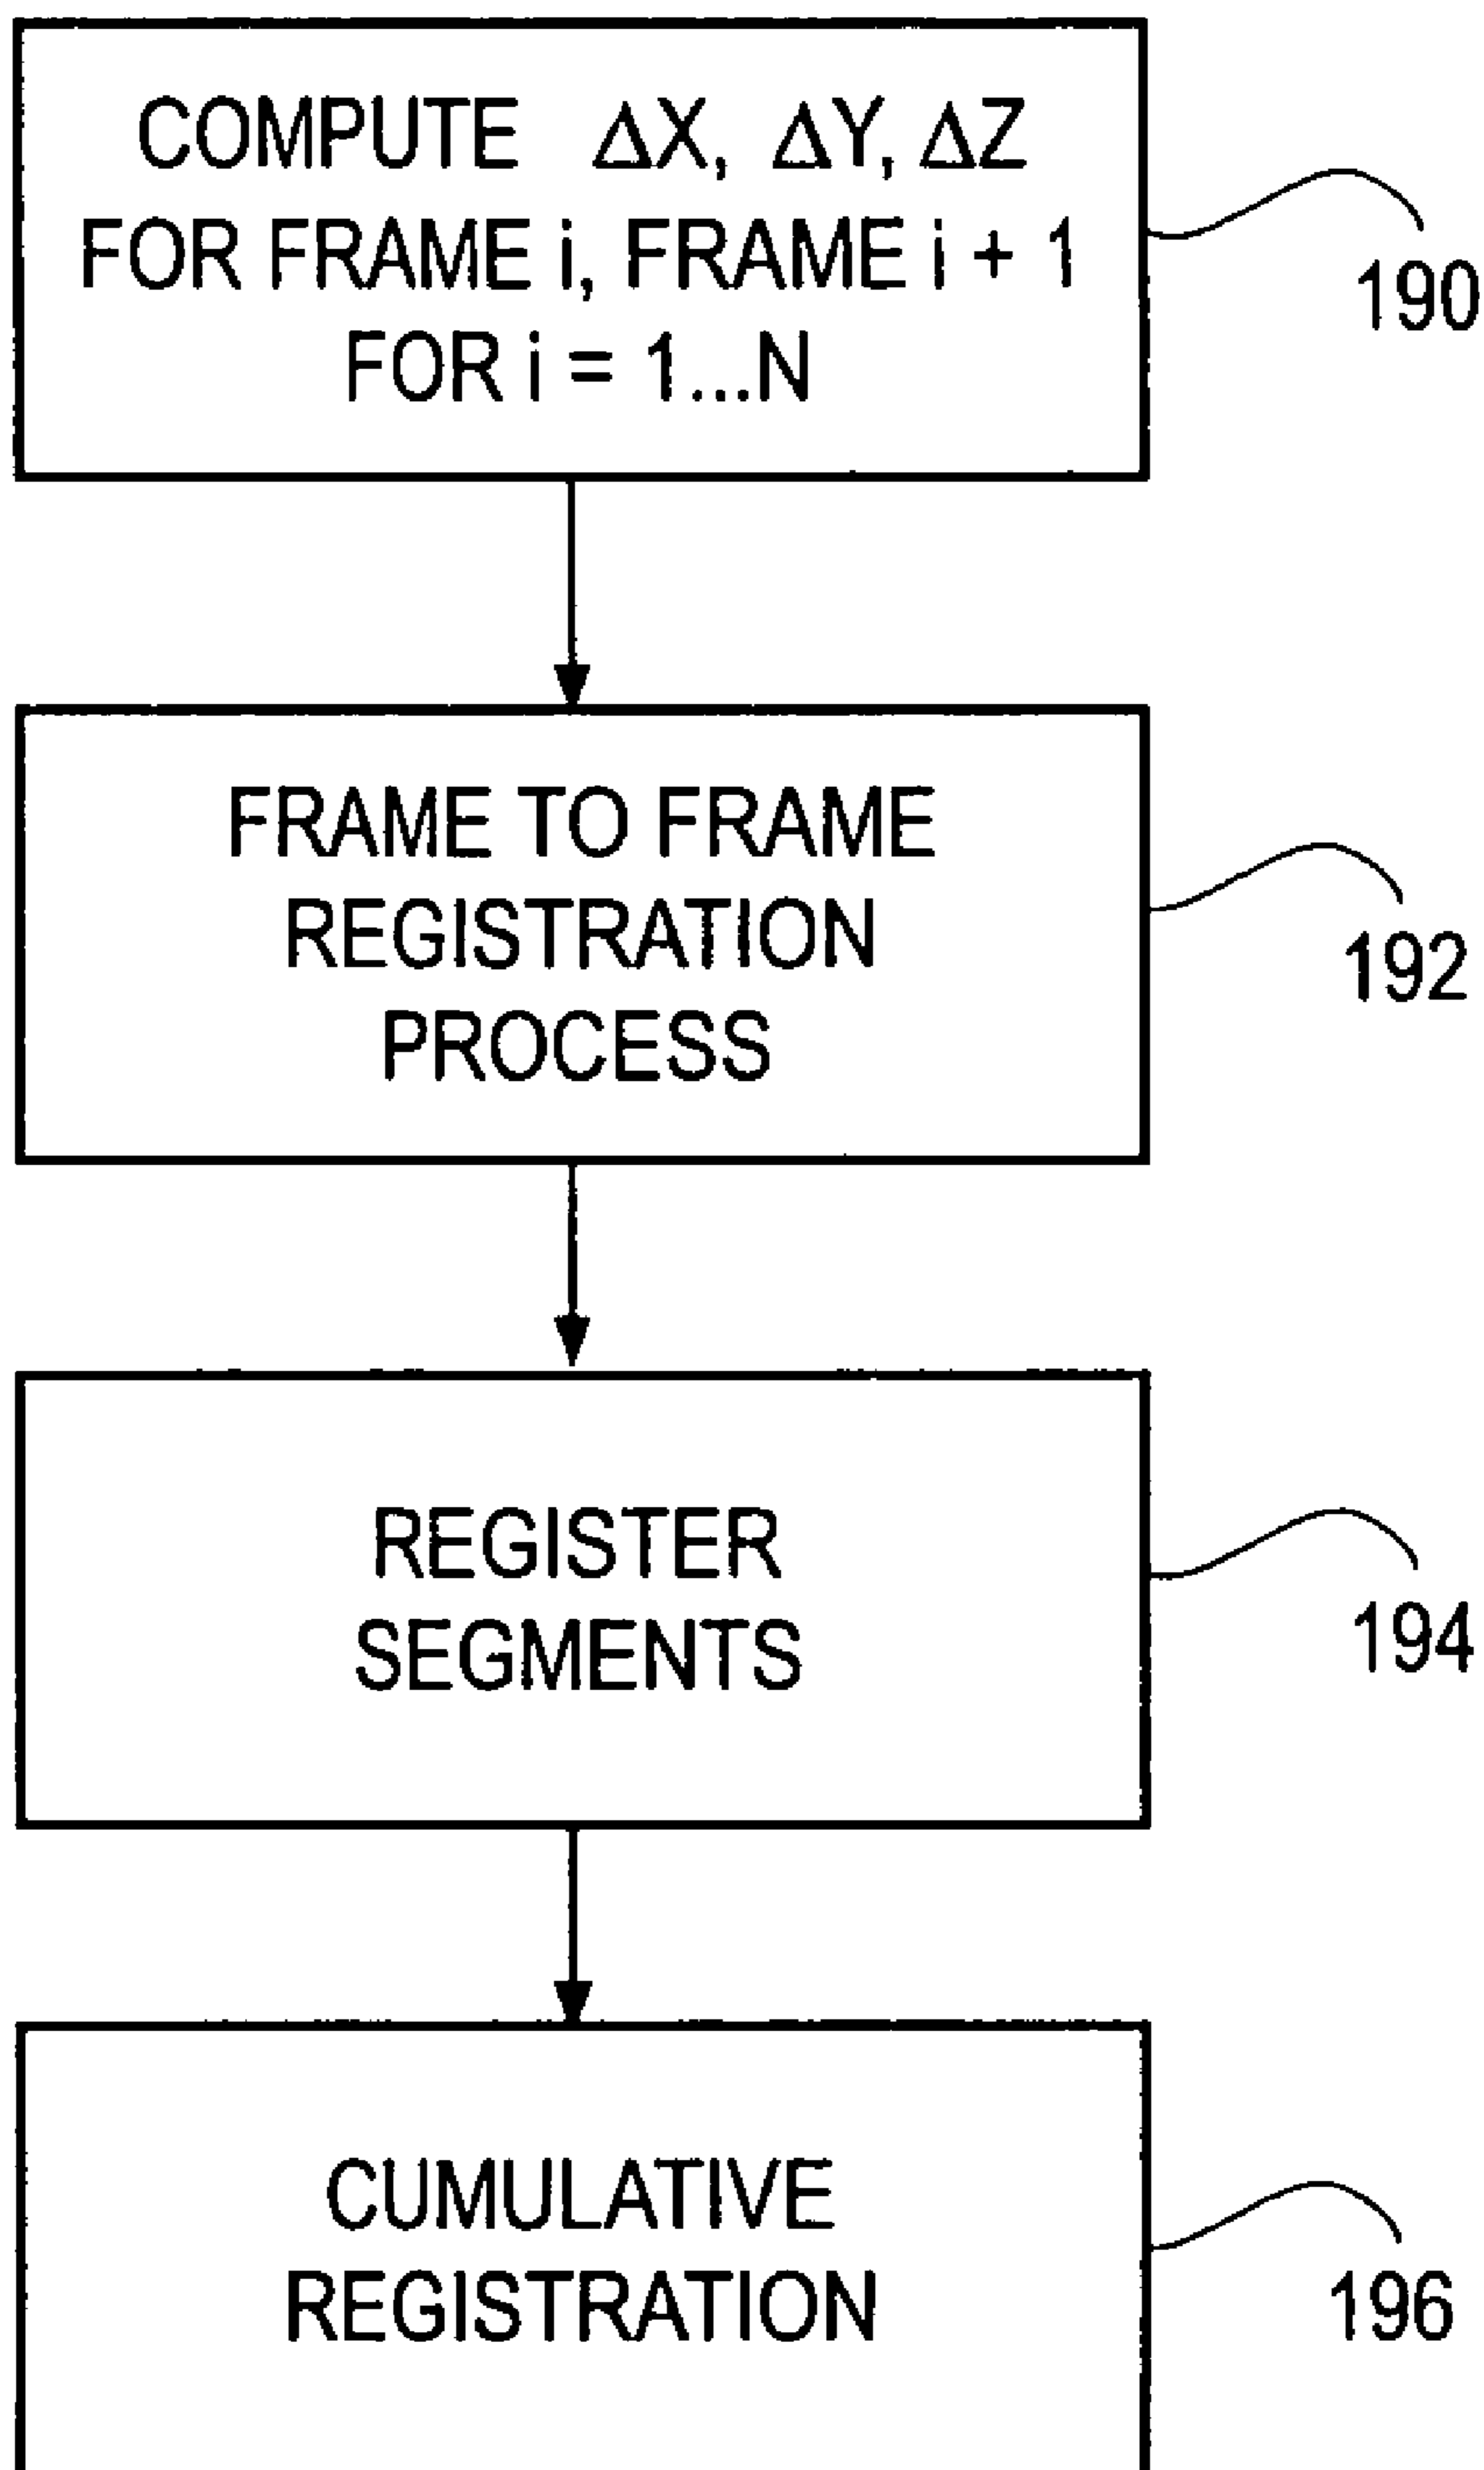 COMPUTE ΔX, ΔY, ΔZ
FOR FRAME i, FRAME i + 1
FOR i = 1...N
190
FRAME TO FRAME
REGISTRATION
PROCESS
192
REGISTER
SEGMENTS
194
CUMULATIVE
REGISTRATION
196